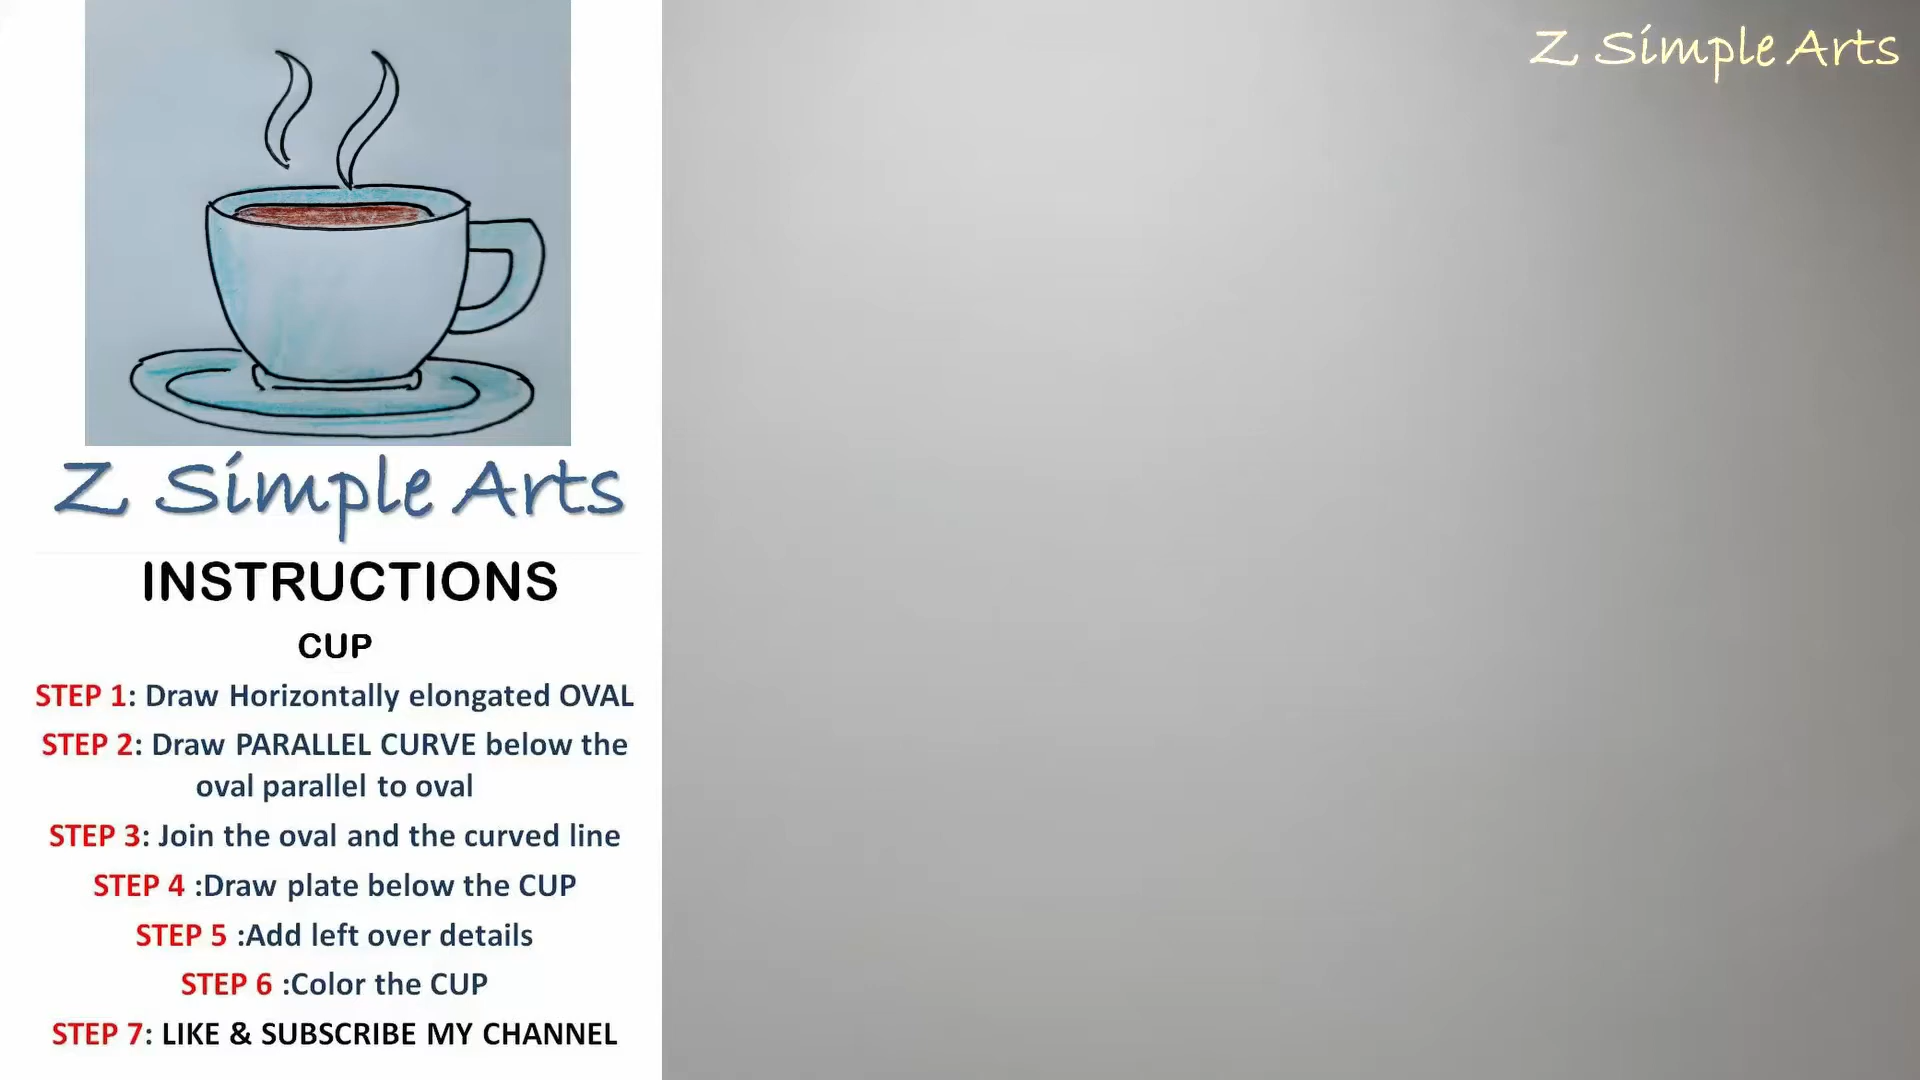 Z Simple Arts
Z Simple Arts
INSTRUCTIONS
CUP
STEP 1: Draw Horizontally elongated OVAL
STEP 2: Draw PARALLEL CURVE below the
oval parallel to oval
STEP 3: Join the oval and the curved line
STEP 4 :Draw plate below the CUP
STEP 5 :Add left over details
STEP 6 :Color the CUP
STEP 7: LIKE & SUBSCRIBE MY CHANNEL